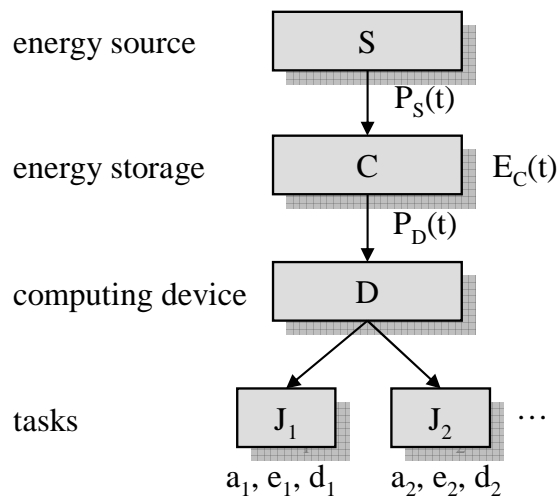 energy source S
P_S(t)
energy storage C E_C(t)
P_D(t)
computing device D
tasks J_1 J_2 ...
a_1, e_1, d_1 a_2, e_2, d_2